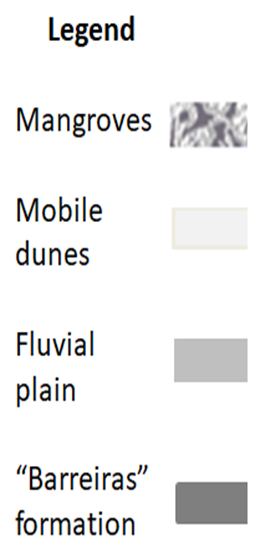 Legend
Mangroves
Mobile
dunes
Fluvial
plain
“Barreiras”
formation